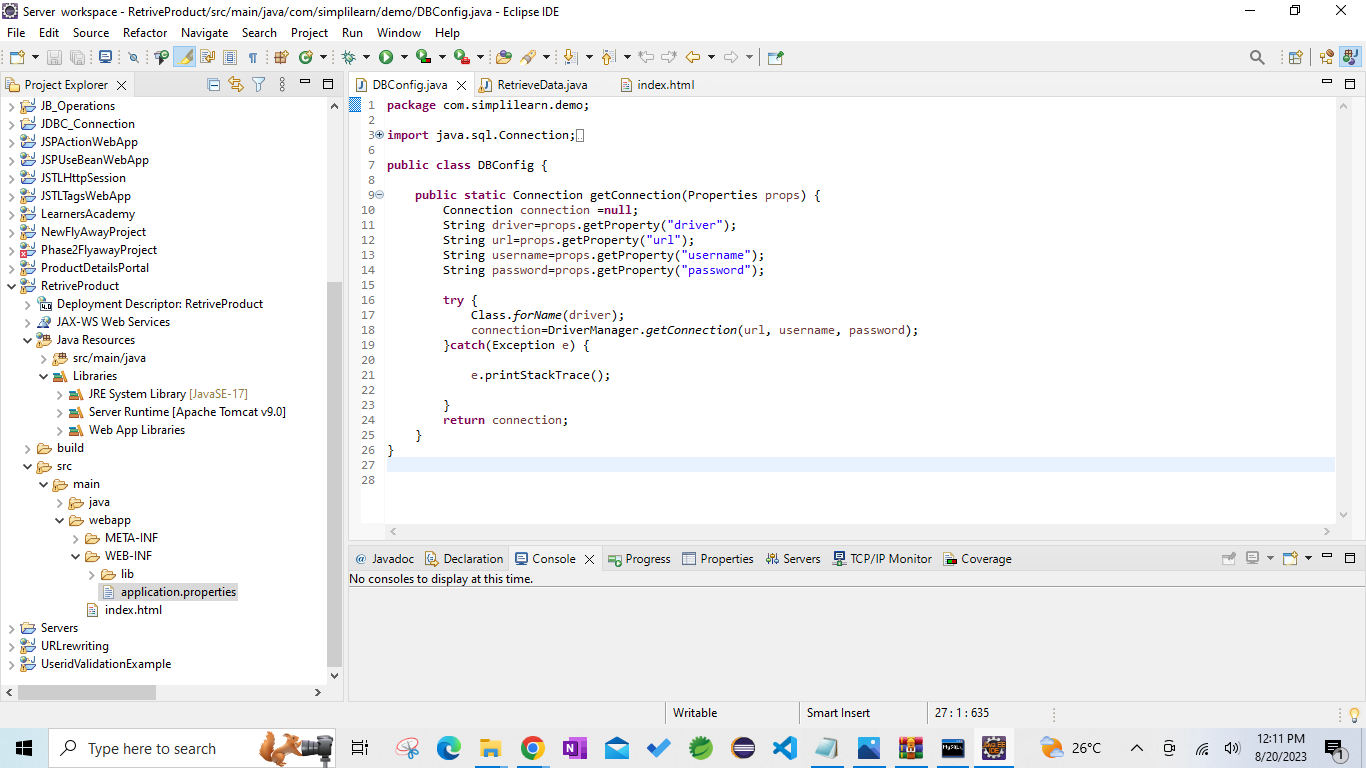 Server workspace - RetriveProduct/src/main/java/com/simplilearn/demo/DBConfig.java - Eclipse IDE
File Edit Source Refactor Navigate Search Project Run Window Help
Project Explorer
JB_Operations
JDBC_Connection
JSPActionWebApp
JSPUseBeanWebApp
JSTLHttpSession
JSTLTagsWebApp
LearnersAcademy
NewFlyAwayProject
Phase2FlyawayProject
ProductDetailsPortal
RetriveProduct
Deployment Descriptor: RetriveProduct
JAX-WS Web Services
Java Resources
src/main/java
Libraries
JRE System Library [JavaSE-17]
Server Runtime [Apache Tomcat v9.0]
Web App Libraries
build
src
main
java
webapp
META-INF
WEB-INF
lib
application.properties
index.html
Servers
URLrewriting
UseridValidationExample
DBConfig.java RetrieveData.java index.html
1 package com.simplilearn.demo;
2
3 import java.sql.Connection;
6
7 public class DBConfig {
8
9 public static Connection getConnection(Properties props) {
10 Connection connection =null;
11 String driver=props.getProperty("driver");
12 String url=props.getProperty("url");
13 String username=props.getProperty("username");
14 String password=props.getProperty("password");
15
16 try {
17 Class.forName(driver);
18 connection=DriverManager.getConnection(url, username, password);
19 }catch(Exception e) {
20
21 e.printStackTrace();
22
23 }
24 return connection;
25 }
26 }
27
28
@ Javadoc Declaration Console Progress Properties Servers TCP/IP Monitor Coverage
No consoles to display at this time.
Writable Smart Insert 27 : 1 : 635
Type here to search 26°C 12:11 PM
8/20/2023 1